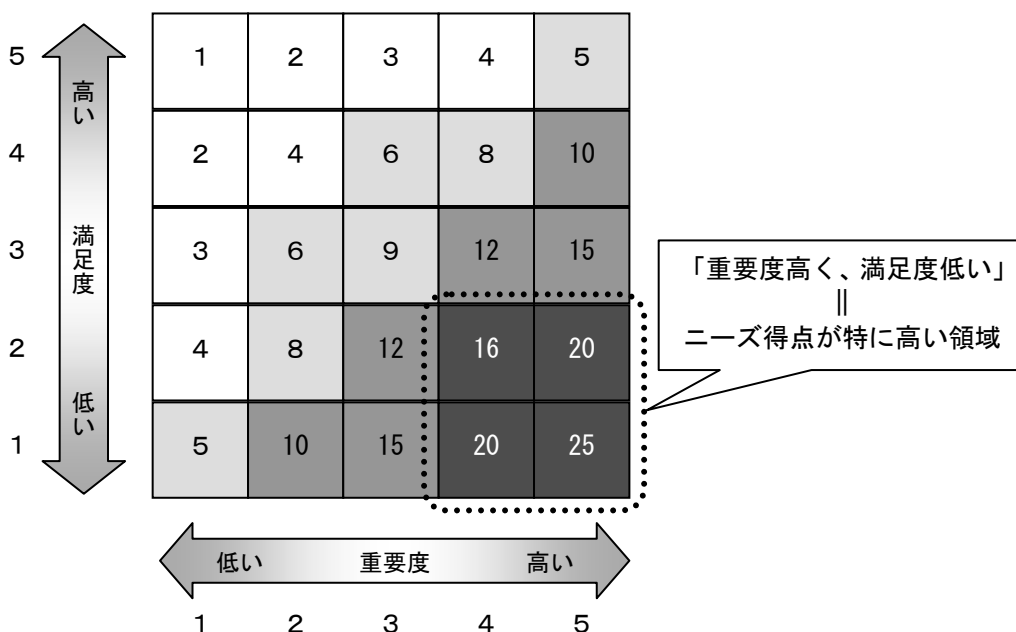 5 1 2 3 4 5
高い
4 2 4 6 8 10
満足度
3 3 6 9 12 15
「重要度高く、満足度低い」
||
ニーズ得点が特に高い領域
2 4 8 12 16 20
低い
1 5 10 15 20 25
低い 重要度 高い
1 2 3 4 5